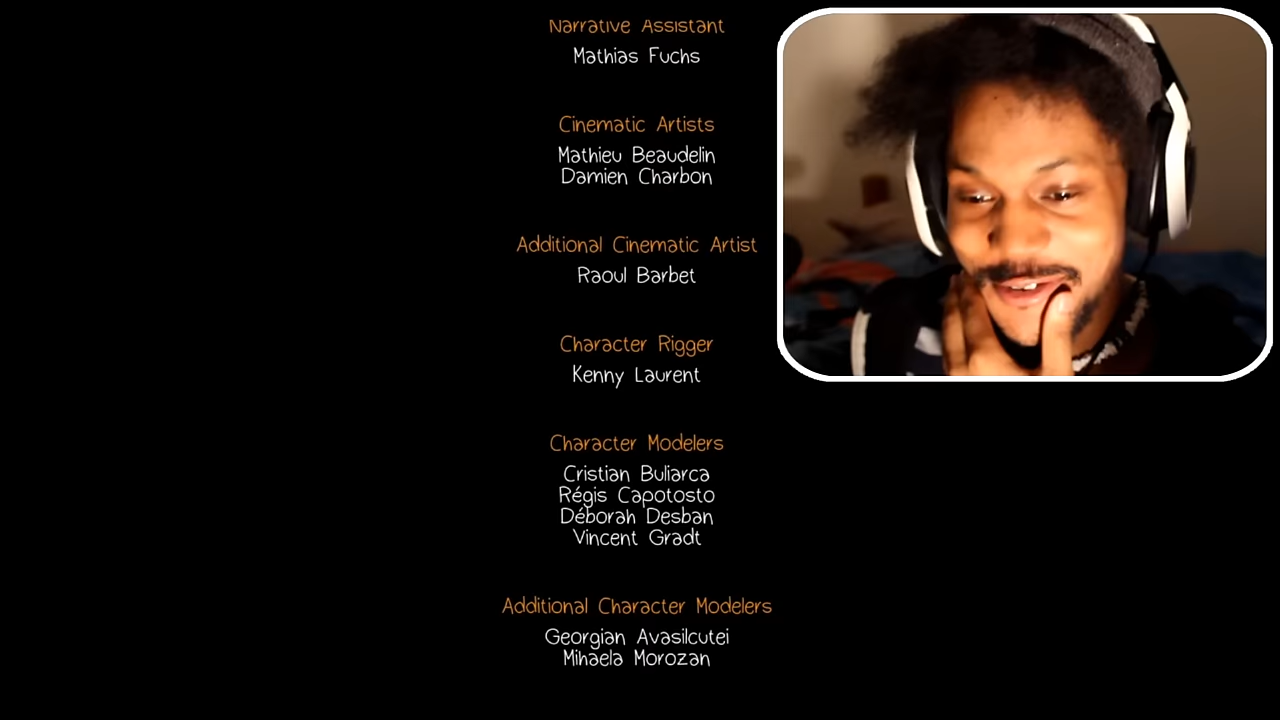 Narrative Assistant
Mathias Fuchs
Cinematic Artists
Mathieu Beaudelin
Damien Charbon
Additional Cinematic Artist
Raoul Barbet
Character Rigger
Kenny Laurent
Character Modelers
Cristian Buliarca
Régis Capotosto
Déborah Desban
Vincent Gradt
Additional Character Modelers
Georgian Avasilcutei
Mihaela Morozan